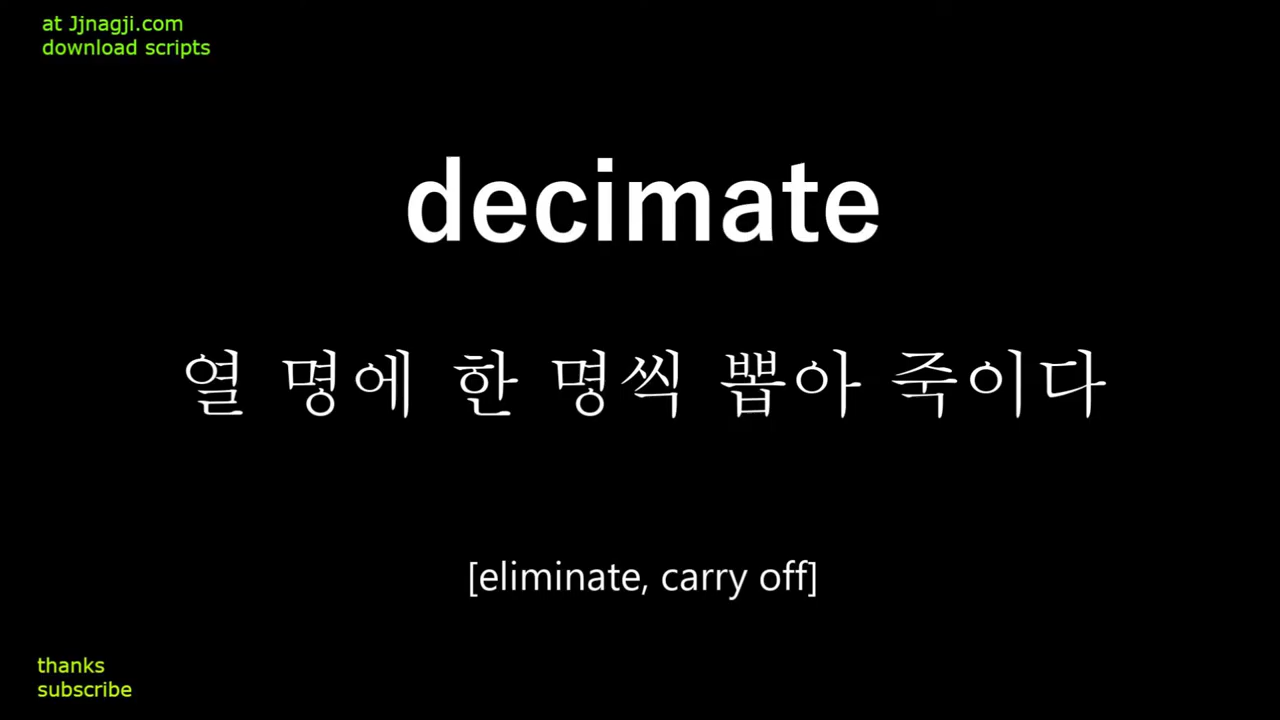 at Jjnagji.com
download scripts
decimate
열 명에 한 명씩 뽑아 죽이다
[eliminate, carry off]
thanks
subscribe